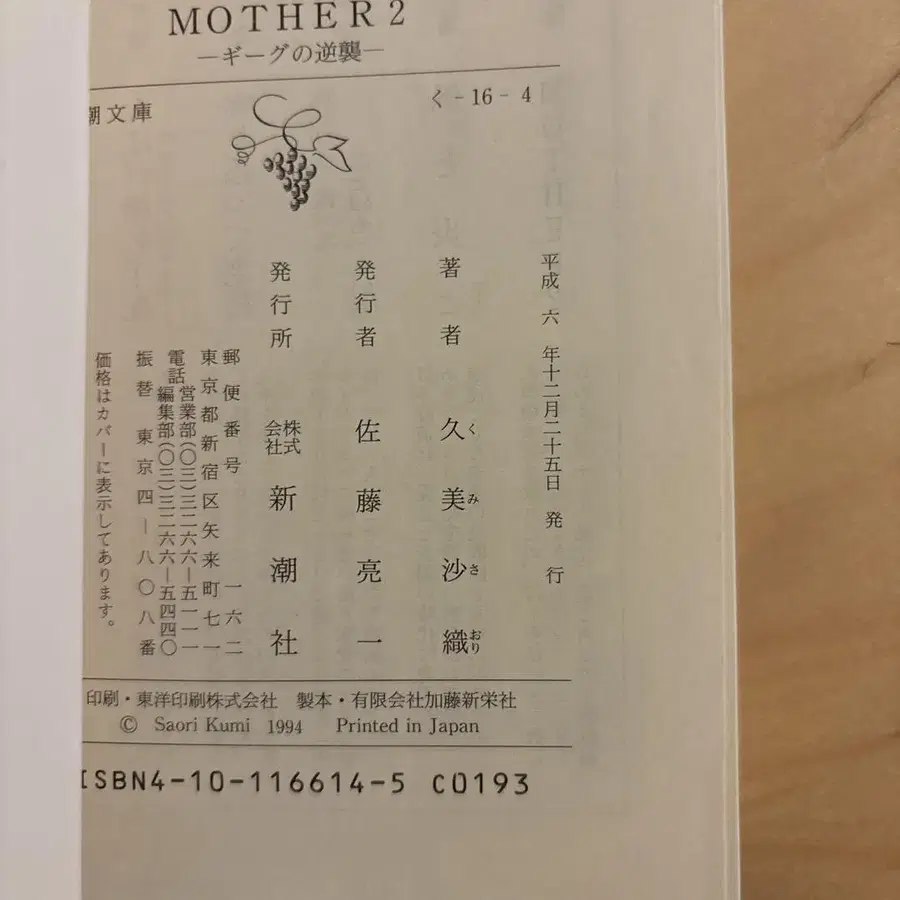 MOTHER2
―ギーグの逆襲―
潮文庫
く-16-4
平成六年十二月二十五日発行
著者 久美沙織
くみさおり
発行者 佐藤亮一
発行所 株式会社新潮社
郵便番号一六二
東京都新宿区矢来町七一
電話 営業部(〇三)三二六六―五一一一
編集部(〇三)三二六六―五四四〇
振替東京四―八〇八番
価格はカバーに表示してあります。
印刷・東洋印刷株式会社 製本・有限会社加藤新栄社
© Saori Kumi 1994 Printed in Japan
ISBN4-10-116614-5 C0193